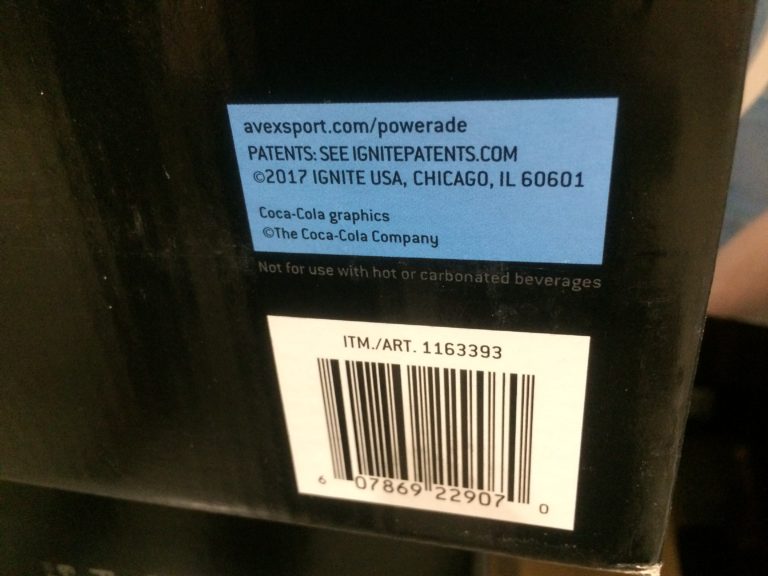 avexsport.com/powerade
PATENTS: SEE IGNITEPATENTS.COM
©2017 IGNITE USA, CHICAGO, IL 60601
Coca-Cola graphics
©The Coca-Cola Company
Not for use with hot or carbonated beverages
ITM./ART. 1163393
6 07869 22907 0